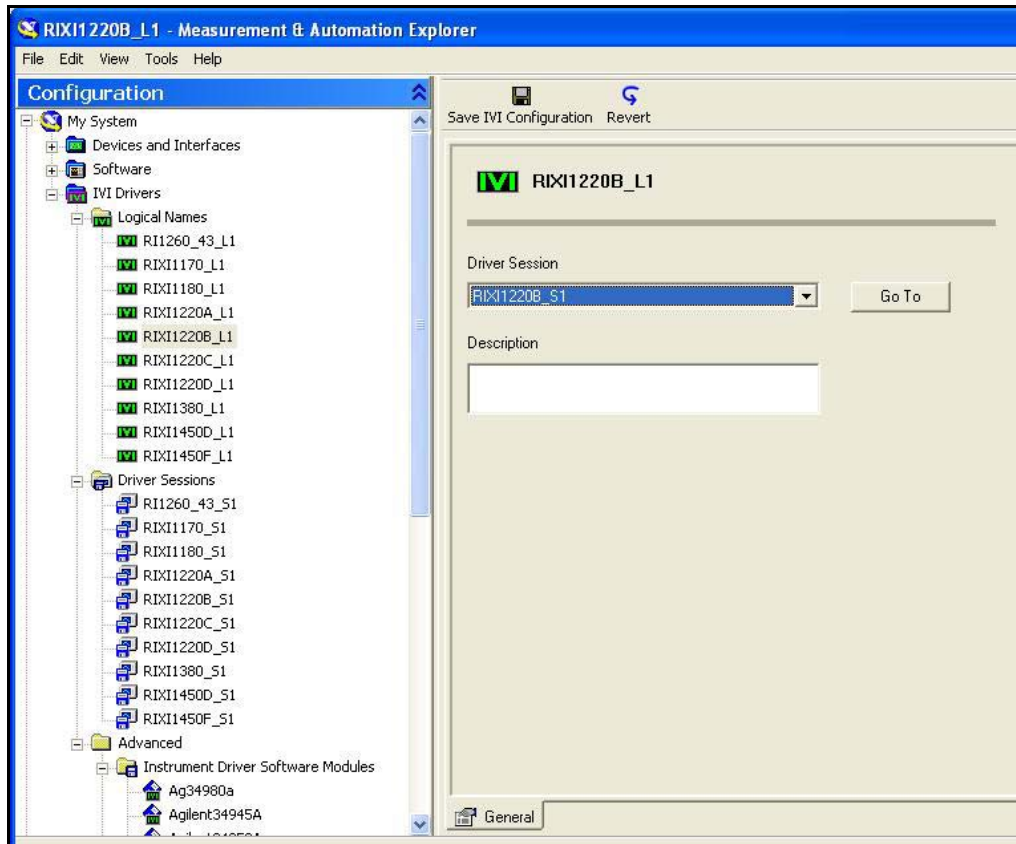 RIXI1220B_L1 - Measurement & Automation Explorer
File Edit View Tools Help
Configuration
My System
Devices and Interfaces
Software
IVI Drivers
Logical Names
RI1260_43_L1
RIXI1170_L1
RIXI1180_L1
RIXI1220A_L1
RIXI1220B_L1
RIXI1220C_L1
RIXI1220D_L1
RIXI1380_L1
RIXI1450D_L1
RIXI1450F_L1
Driver Sessions
RI1260_43_S1
RIXI1170_S1
RIXI1180_S1
RIXI1220A_S1
RIXI1220B_S1
RIXI1220C_S1
RIXI1220D_S1
RIXI1380_S1
RIXI1450D_S1
RIXI1450F_S1
Advanced
Instrument Driver Software Modules
Ag34980a
Agilent34945A
Save IVI Configuration Revert
IVI RIXI1220B_L1
Driver Session
RIXI1220B_S1
Go To
Description
General